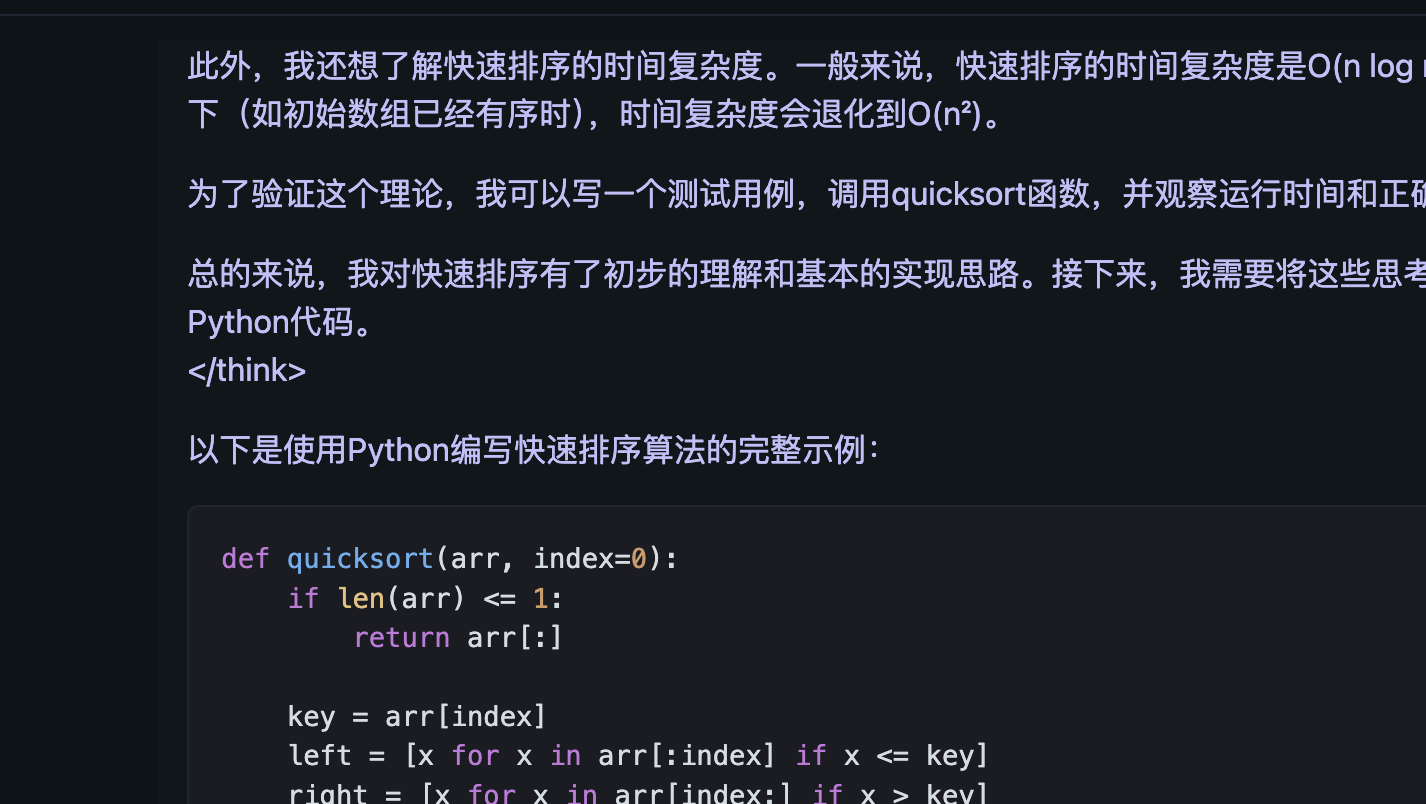 此外，我还想了解快速排序的时间复杂度。一般来说，快速排序的时间复杂度是O(n log
下（如初始数组已经有序时），时间复杂度会退化到O(n²)。
为了验证这个理论，我可以写一个测试用例，调用quicksort函数，并观察运行时间和正
总的来说，我对快速排序有了初步的理解和基本的实现思路。接下来，我需要将这些思考
Python代码。
</think>
以下是使用Python编写快速排序算法的完整示例：
def quicksort(arr, index=0):
    if len(arr) <= 1:
        return arr[:]
    key = arr[index]
    left = [x for x in arr[:index] if x <= key]
    right = [x for x in arr[index:] if x > key]